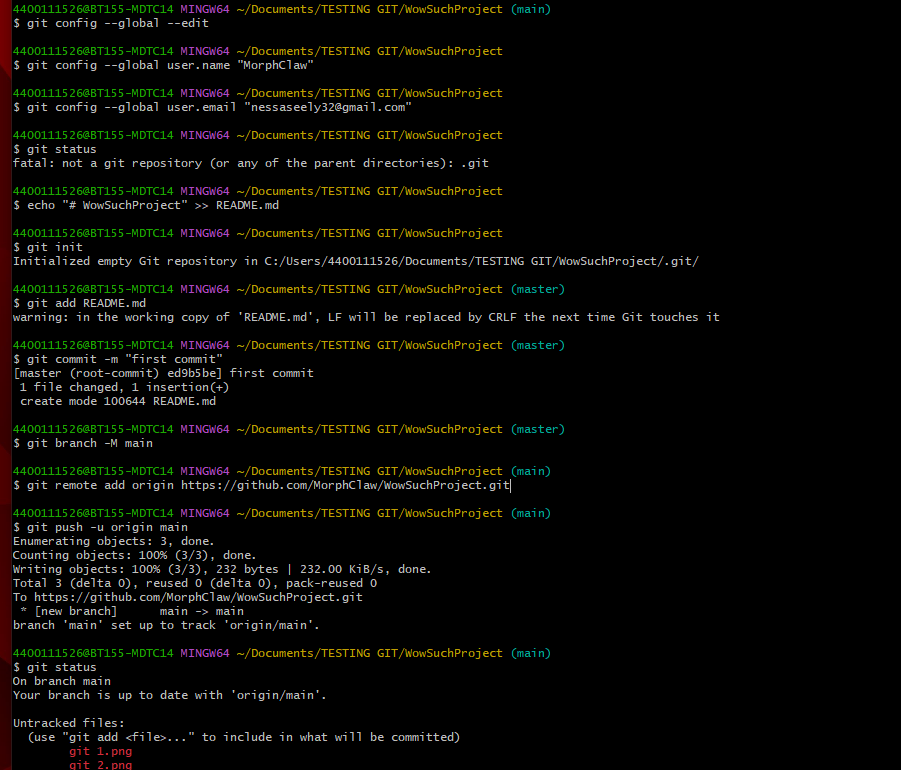 4400111526@BT155-MDTC14 MINGW64 ~/Documents/TESTING GIT/WowSuchProject (main)
$ git config --global --edit

4400111526@BT155-MDTC14 MINGW64 ~/Documents/TESTING GIT/WowSuchProject
$ git config --global user.name "MorphClaw"

4400111526@BT155-MDTC14 MINGW64 ~/Documents/TESTING GIT/WowSuchProject
$ git config --global user.email "nessaseely32@gmail.com"

4400111526@BT155-MDTC14 MINGW64 ~/Documents/TESTING GIT/WowSuchProject
$ git status
fatal: not a git repository (or any of the parent directories): .git

4400111526@BT155-MDTC14 MINGW64 ~/Documents/TESTING GIT/WowSuchProject
$ echo "# WowSuchProject" >> README.md

4400111526@BT155-MDTC14 MINGW64 ~/Documents/TESTING GIT/WowSuchProject
$ git init
Initialized empty Git repository in C:/Users/4400111526/Documents/TESTING GIT/WowSuchProject/.git/

4400111526@BT155-MDTC14 MINGW64 ~/Documents/TESTING GIT/WowSuchProject (master)
$ git add README.md
warning: in the working copy of 'README.md', LF will be replaced by CRLF the next time Git touches it

4400111526@BT155-MDTC14 MINGW64 ~/Documents/TESTING GIT/WowSuchProject (master)
$ git commit -m "first commit"
[master (root-commit) ed9b5be] first commit
 1 file changed, 1 insertion(+)
 create mode 100644 README.md

4400111526@BT155-MDTC14 MINGW64 ~/Documents/TESTING GIT/WowSuchProject (master)
$ git branch -M main

4400111526@BT155-MDTC14 MINGW64 ~/Documents/TESTING GIT/WowSuchProject (main)
$ git remote add origin https://github.com/MorphClaw/WowSuchProject.git

4400111526@BT155-MDTC14 MINGW64 ~/Documents/TESTING GIT/WowSuchProject (main)
$ git push -u origin main
Enumerating objects: 3, done.
Counting objects: 100% (3/3), done.
Writing objects: 100% (3/3), 232 bytes | 232.00 KiB/s, done.
Total 3 (delta 0), reused 0 (delta 0), pack-reused 0
To https://github.com/MorphClaw/WowSuchProject.git
 * [new branch]      main -> main
branch 'main' set up to track 'origin/main'.

4400111526@BT155-MDTC14 MINGW64 ~/Documents/TESTING GIT/WowSuchProject (main)
$ git status
On branch main
Your branch is up to date with 'origin/main'.

Untracked files:
  (use "git add <file>..." to include in what will be committed)
        git 1.png
        git 2.png